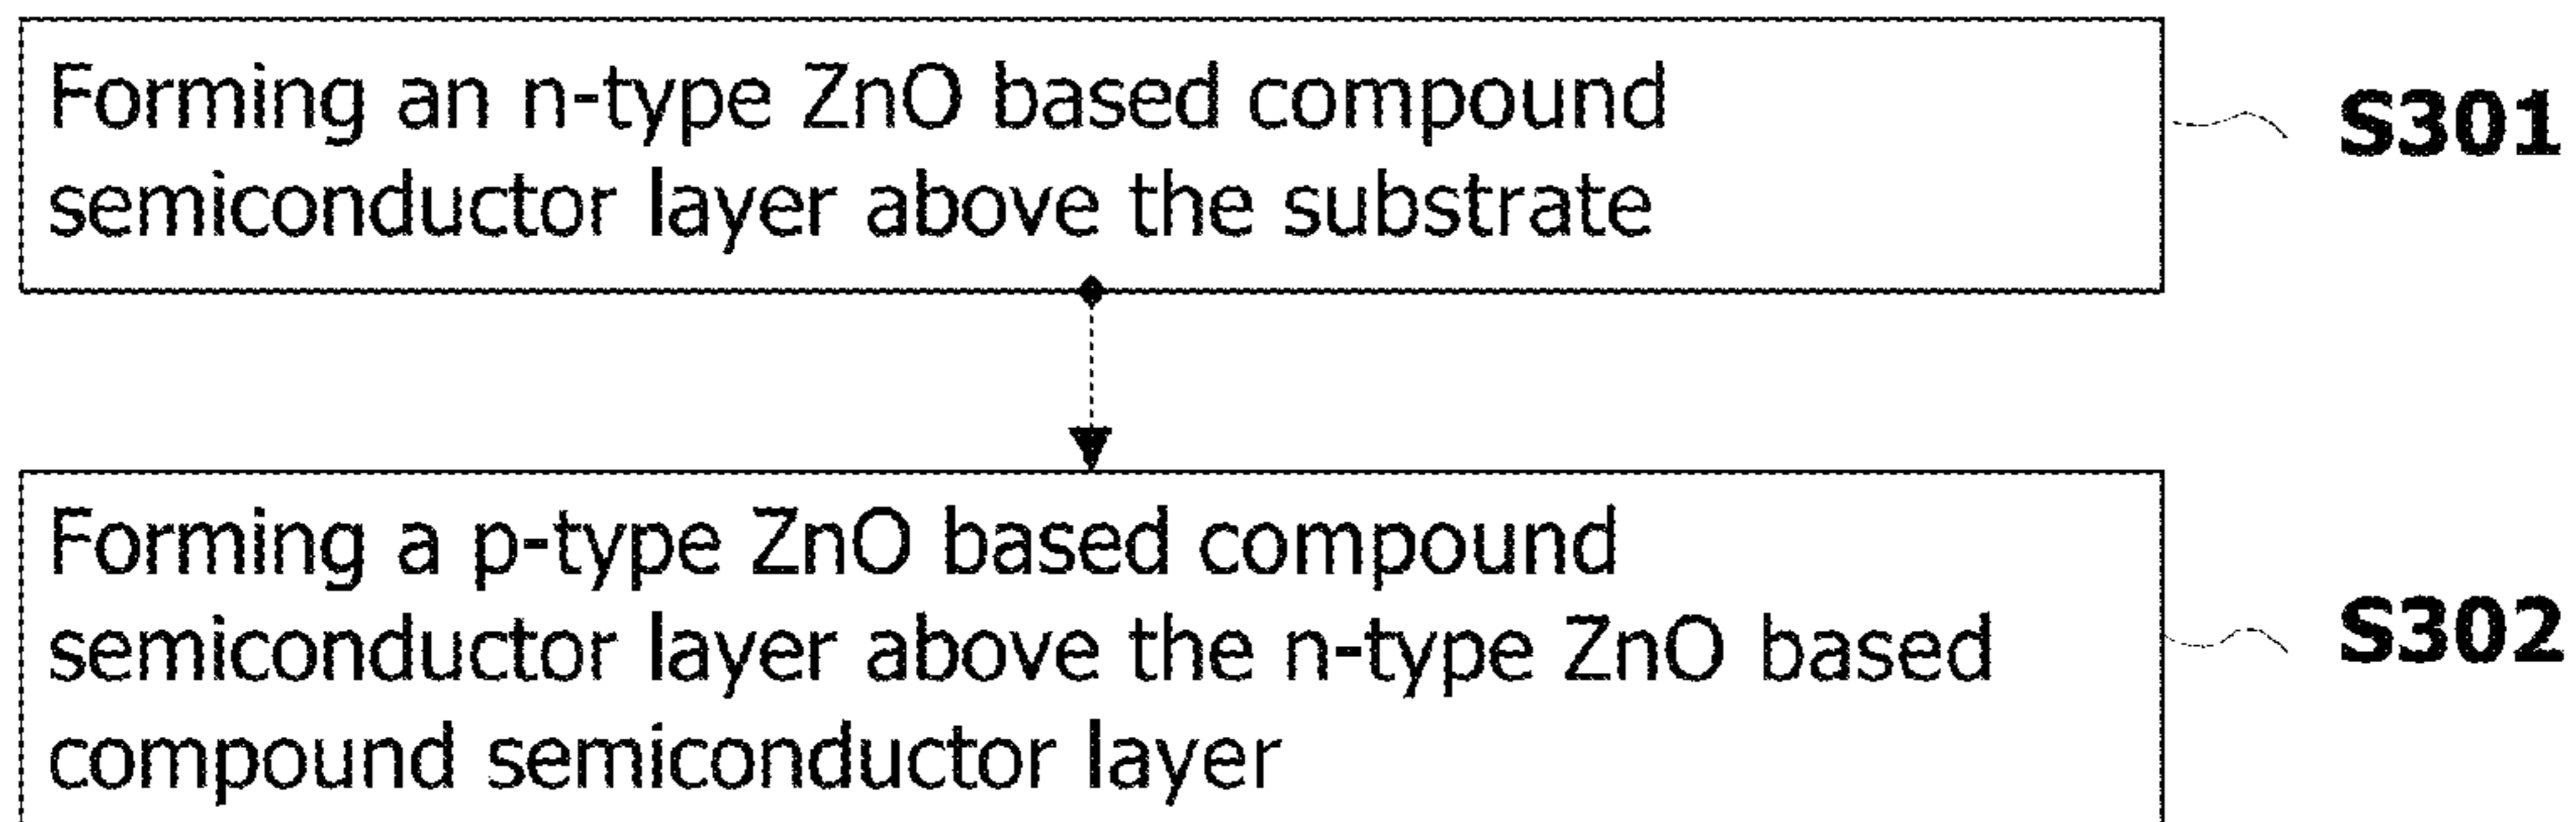 Forming an n-type ZnO based compound
semiconductor layer above the substrate
S301
Forming a p-type ZnO based compound
semiconductor layer above the n-type ZnO based
compound semiconductor layer
S302